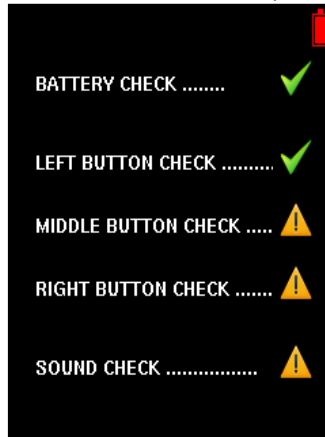 BATTERY CHECK ........
LEFT BUTTON CHECK ..........
MIDDLE BUTTON CHECK .....
RIGHT BUTTON CHECK .......
SOUND CHECK .................